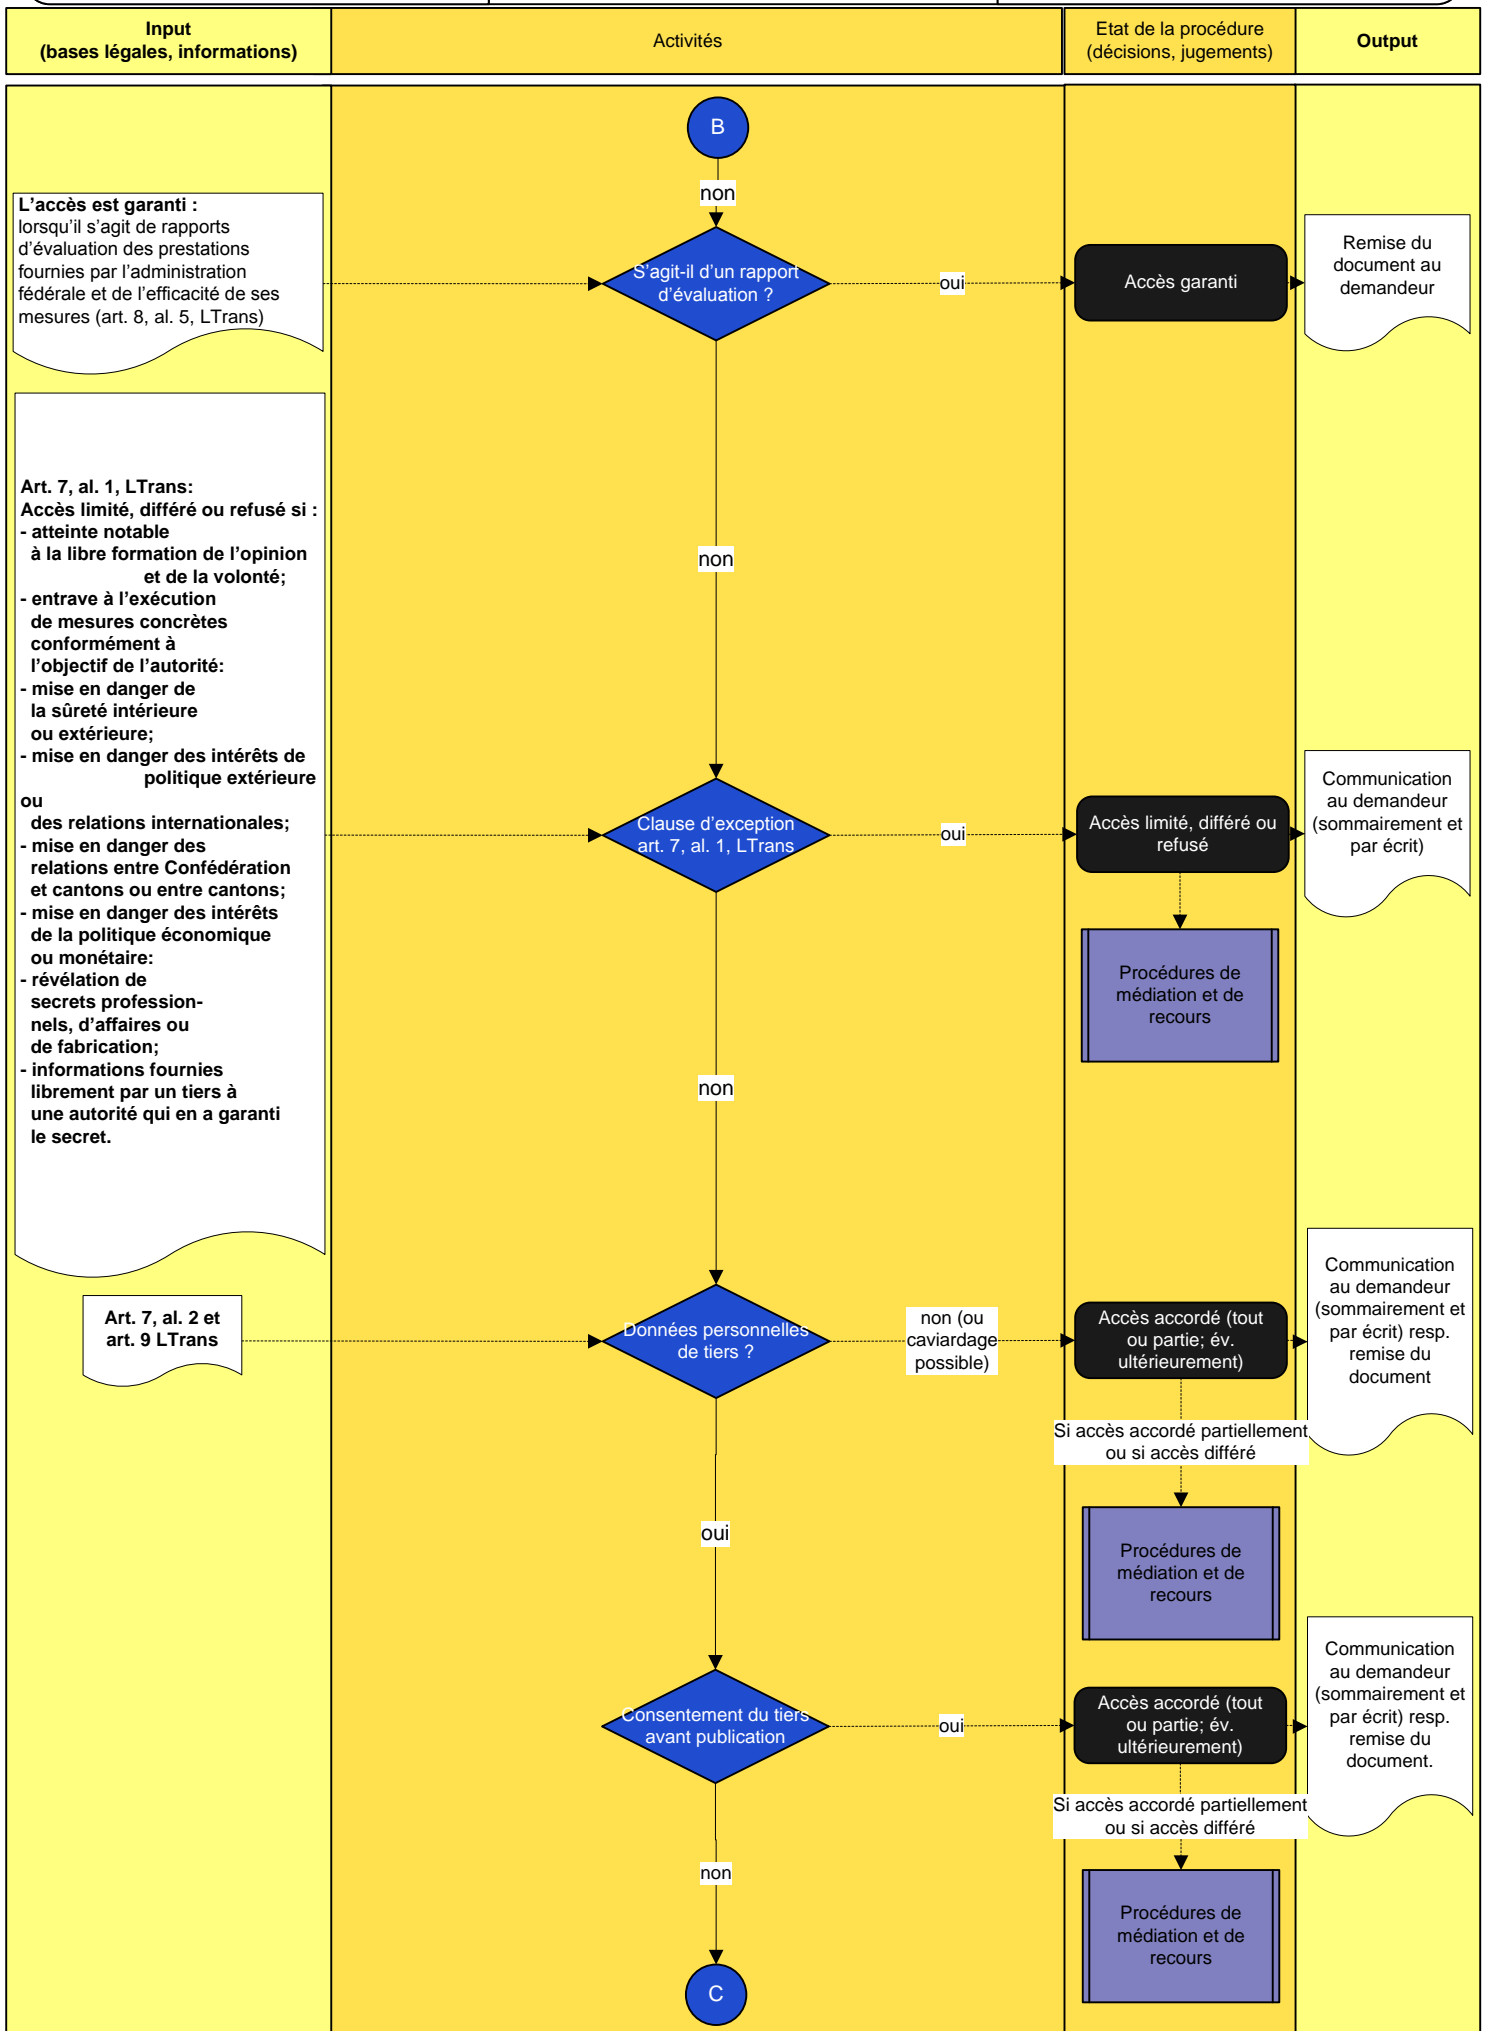 Input
(bases légales, informations)
Activités
Etat de la procédure
(décisions, jugements)
Output
B
non
L’accès est garanti :
lorsqu’il s’agit de rapports
d’évaluation des prestations
fournies par l’administration
fédérale et de l’efficacité de ses
mesures (art. 8, al. 5, LTrans)
S’agit-il d’un rapport
d’évaluation ?
oui
Accès garanti
Remise du
document au
demandeur
non
Art. 7, al. 1, LTrans:
Accès limité, différé ou refusé si :
- atteinte notable
à la libre formation de l’opinion
et de la volonté;
- entrave à l’exécution
de mesures concrètes
conformément à
l’objectif de l’autorité:
- mise en danger de
la sûreté intérieure
ou extérieure;
- mise en danger des intérêts de
politique extérieure
ou
des relations internationales;
- mise en danger des
relations entre Confédération
et cantons ou entre cantons;
- mise en danger des intérêts
de la politique économique
ou monétaire:
- révélation de
secrets profession-
nels, d’affaires ou
de fabrication;
- informations fournies
librement par un tiers à
une autorité qui en a garanti
le secret.
Clause d’exception
art. 7, al. 1, LTrans
oui
Accès limité, différé ou
refusé
Communication
au demandeur
(sommairement et
par écrit)
Procédures de
médiation et de
recours
non
Art. 7, al. 2 et
art. 9 LTrans
Données personnelles
de tiers ?
non (ou
caviardage
possible)
Accès accordé (tout
ou partie; év.
ultérieurement)
Communication
au demandeur
(sommairement et
par écrit) resp.
remise du
document
Si accès accordé partiellement
ou si accès différé
Procédures de
médiation et de
recours
oui
Consentement du tiers
avant publication
oui
Accès accordé (tout
ou partie; év.
ultérieurement)
Communication
au demandeur
(sommairement et
par écrit) resp.
remise du
document.
Si accès accordé partiellement
ou si accès différé
Procédures de
médiation et de
recours
non
C